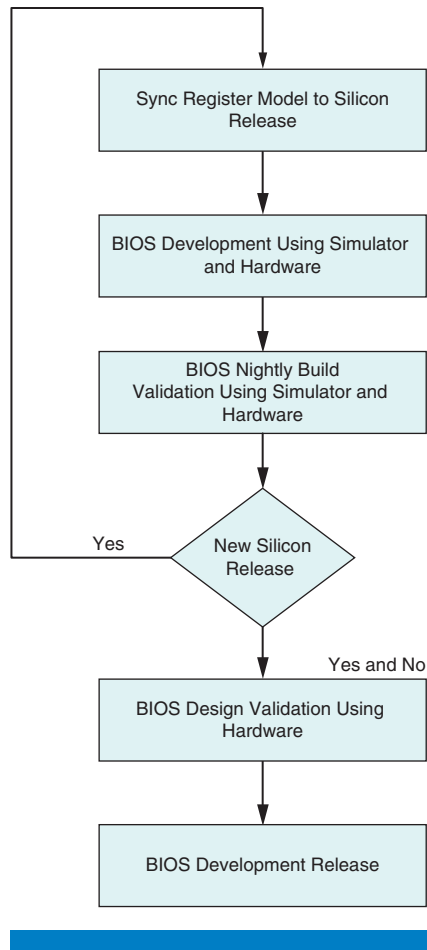 Sync Register Model to Silicon
Release
BIOS Development Using Simulator
and Hardware
BIOS Nightly Build
Validation Using Simulator and
Hardware
Yes
New Silicon
Release
Yes and No
BIOS Design Validation Using
Hardware
BIOS Development Release